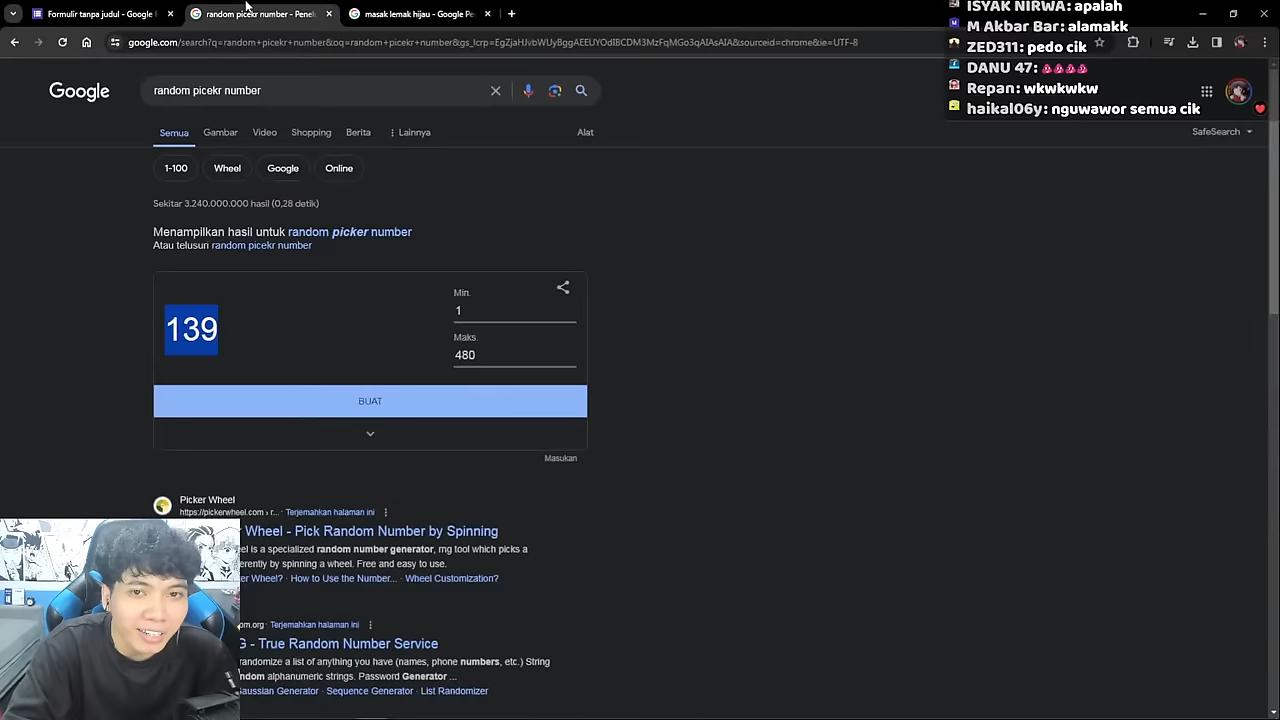 Formulir tanpa judul - Google F
random picekr number - Penel
masak lemak hijau - Google Pe
google.com/search?q=random+picekr+number&oq=random+picekr+number&gs_lcrp=EgZjaHJvbWUyBggAEEUYOdIBCDM3MzFqMGo3qAIAsAIA&sourceid=chrome&ie=UTF-8
ISYAK NIRWA: apalah
M Akbar Bar: alamakk
ZED311: pedo cik
DANU 47:
Repan: wkwkwkw
haikal06y: nguwawor semua cik
Google
random picekr number
Semua
Gambar
Video
Shopping
Berita
Lainnya
Alat
SafeSearch
1-100
Wheel
Google
Online
Sekitar 3.240.000.000 hasil (0,28 detik)
Menampilkan hasil untuk random picker number
Atau telusuri random picekr number
Min.
1
139
Maks.
480
BUAT
Masukan
Picker Wheel
https://pickerwheel.com › r... · Terjemahkan halaman ini
Wheel - Pick Random Number by Spinning
eel is a specialized random number generator, rng tool which picks a
erently by spinning a wheel. Free and easy to use.
er Wheel? · How to Use the Number... · Wheel Customization?
om.org · Terjemahkan halaman ini
G - True Random Number Service
randomize a list of anything you have (names, phone numbers, etc.) String
ndom alphanumeric strings. Password Generator ...
aussian Generator · Sequence Generator · List Randomizer